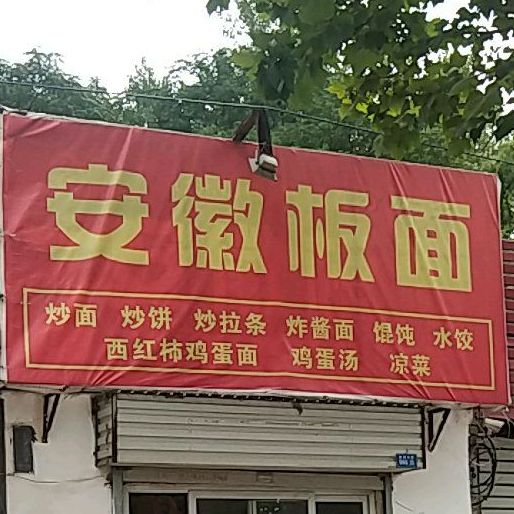 安徽板面
炒面 炒饼 炒拉条 炸酱面 馄饨 水饺
西红柿鸡蛋面 鸡蛋汤 凉菜